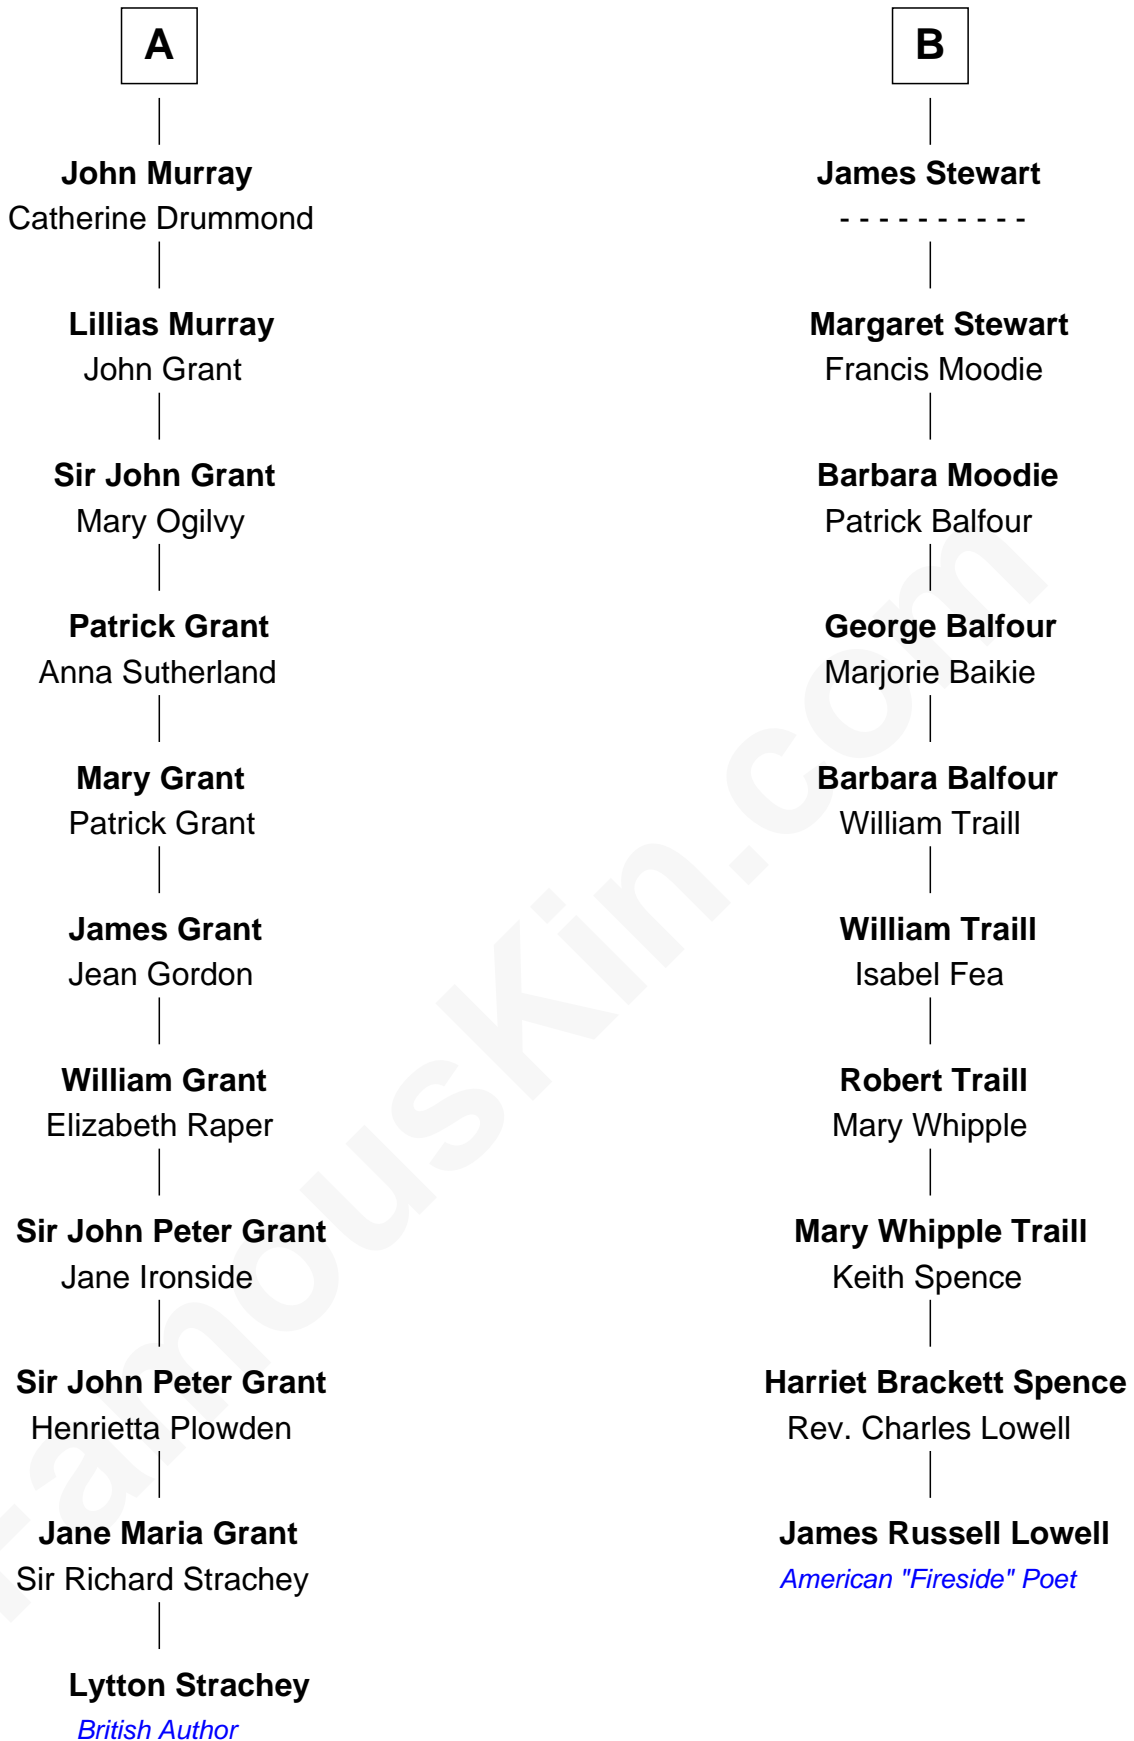 A
John Murray
Catherine Drummond
Lillias Murray
John Grant
Sir John Grant
Mary Ogilvy
Patrick Grant
Anna Sutherland
Mary Grant
Patrick Grant
James Grant
Jean Gordon
William Grant
Elizabeth Raper
Sir John Peter Grant
Jane Ironside
Sir John Peter Grant
Henrietta Plowden
Jane Maria Grant
Sir Richard Strachey
Lytton Strachey
British Author
B
James Stewart
- - - - - - - - - -
Margaret Stewart
Francis Moodie
Barbara Moodie
Patrick Balfour
George Balfour
Marjorie Baikie
Barbara Balfour
William Traill
William Traill
Isabel Fea
Robert Traill
Mary Whipple
Mary Whipple Traill
Keith Spence
Harriet Brackett Spence
Rev. Charles Lowell
James Russell Lowell
American "Fireside" Poet
FamousKin.com